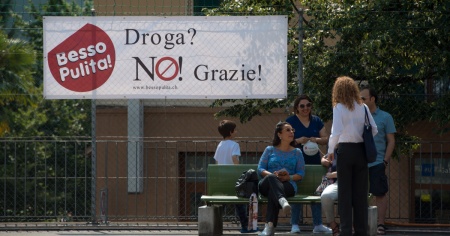 Besso
Pulita!
Droga?
NO! Grazie!
www.bessopulita.ch